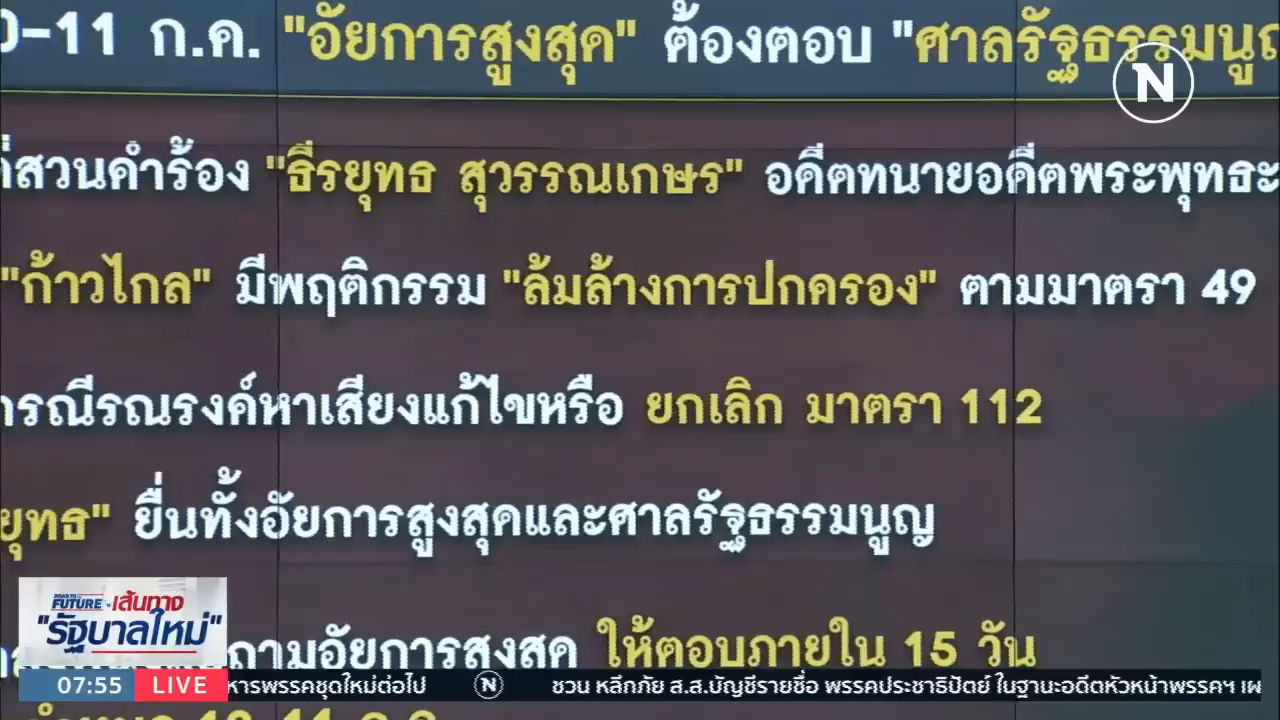 -11 ก.ค. "อัยการสูงสุด" ต้องตอบ "ศาลรัฐธรรมนูญ
N
ไต่สวนคำร้อง "ธีรยุทธ สุวรรณเกษร" อดีตทนายอดีตพระพุทธะ
"ก้าวไกล" มีพฤติกรรม "ล้มล้างการปกครอง" ตามมาตรา 49
กรณีรณรงค์หาเสียงแก้ไขหรือ ยกเลิก มาตรา 112
ยุทธ" ยื่นทั้งอัยการสูงสุดและศาลรัฐธรรมนูญ
ROAD TO FUTURE เส้นทาง
"รัฐบาลใหม่"
ถามอัยการสูงสุด ให้ตอบภายใน 15 วัน
07:55 LIVE หารพรรคชุดใหม่ต่อไป N ชวน หลีกภัย ส.ส.บัญชีรายชื่อ พรรคประชาธิปัตย์ ในฐานะอดีตหัวหน้าพรรคฯ เผ